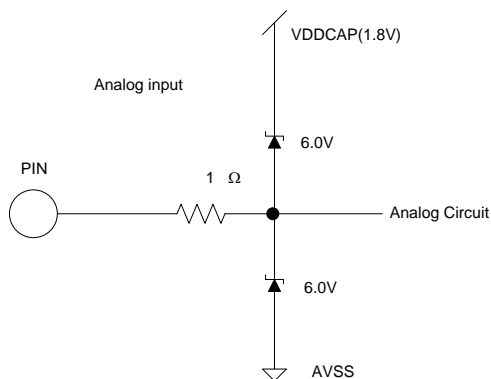 VDDCAP(1.8V)
Analog input
6.0V
PIN
1 Ω
Analog Circuit
6.0V
AVSS